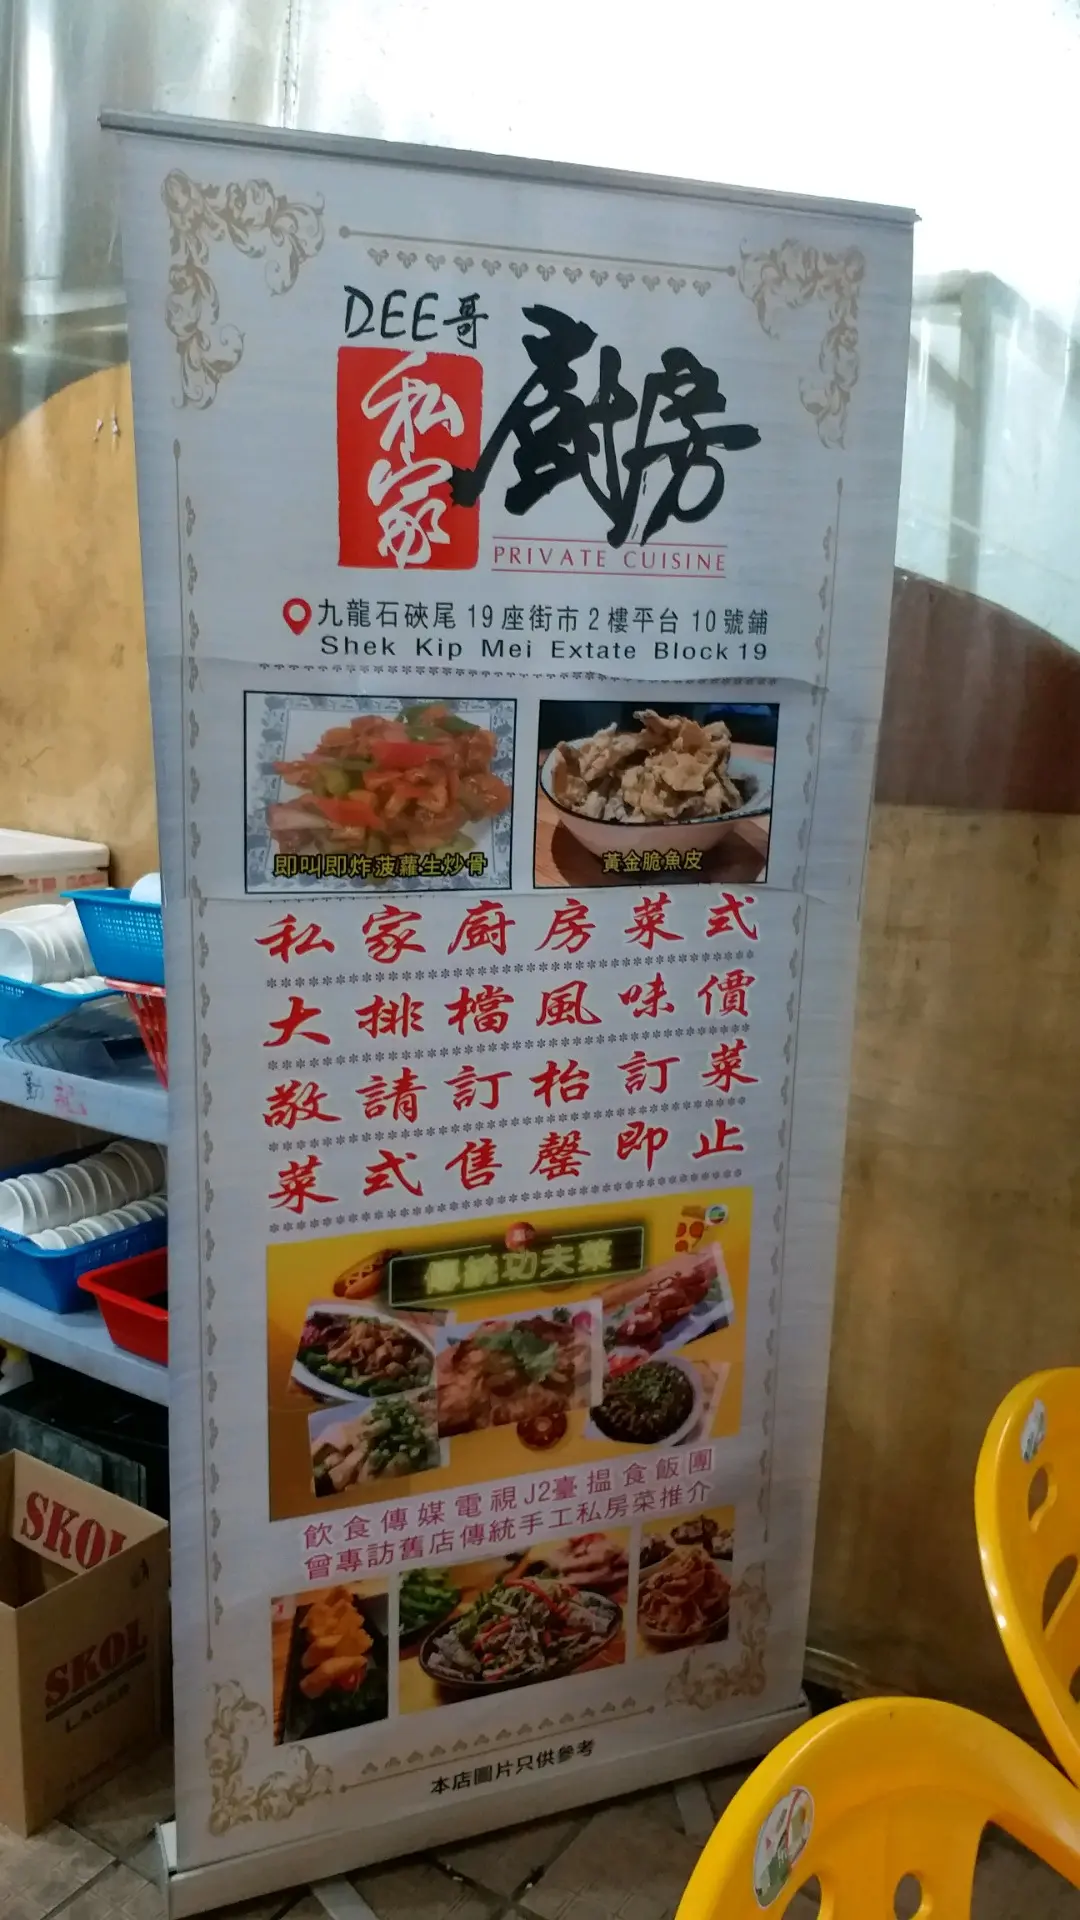 DEE哥
私家
廚房
PRIVATE CUISINE
九龍石硤尾 19 座街市 2 樓平台 10 號鋪
Shek Kip Mei Extate Block 19
即叫即炸菠蘿生炒骨
黃金脆魚皮
私家廚房菜式
大排檔風味價
敬請訂枱訂菜
菜式售罄即止
傳統功夫菜
飲食傳媒電視J2臺搵食飯團
曾專訪舊店傳統手工私房菜推介
本店圖片只供參考
SKOL
SKOL
LAGER